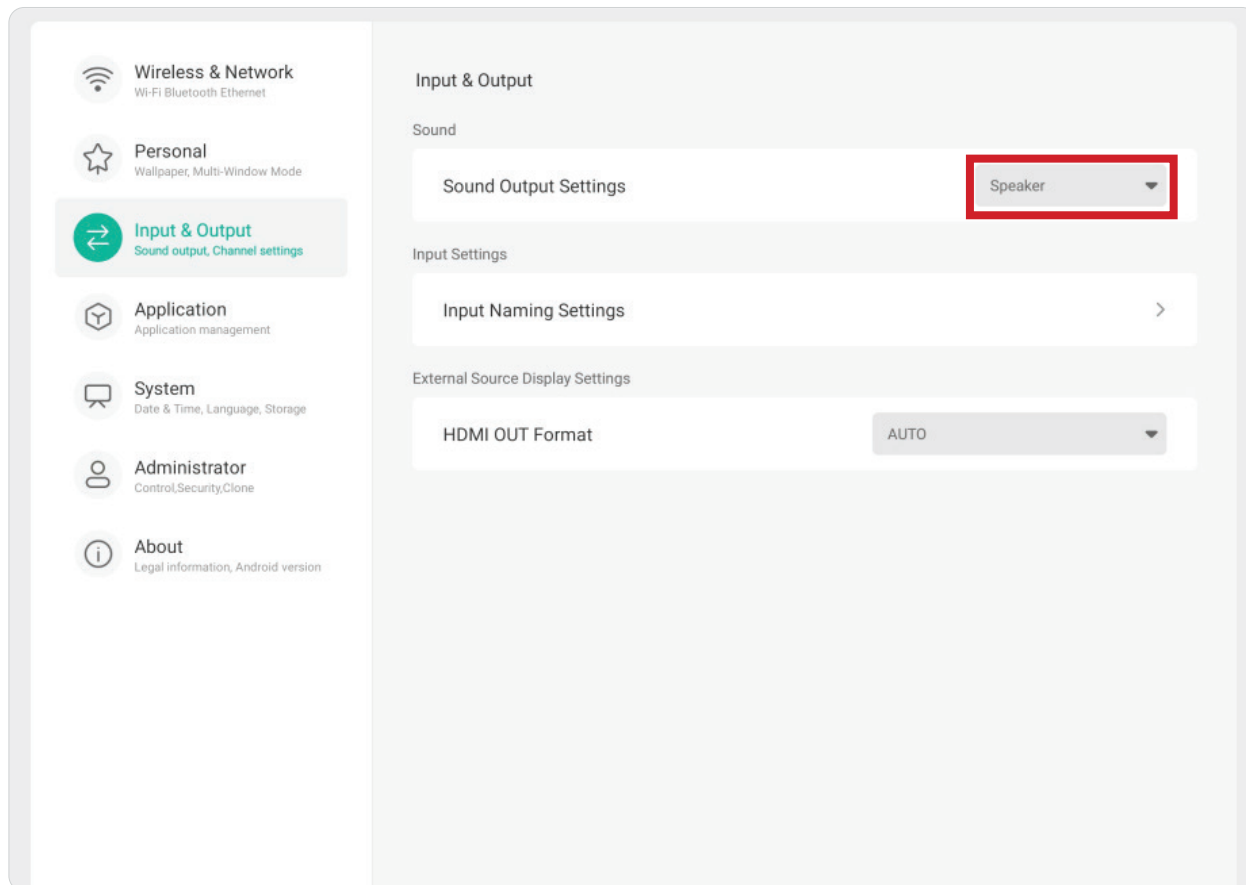 Wireless & Network
Wi-Fi Bluetooth Ethernet
Personal
Wallpaper, Multi-Window Mode
Input & Output
Sound output, Channel settings
Application
Application management
System
Date & Time, Language, Storage
Administrator
Control,Security,Clone
About
Legal information, Android version
Input & Output
Sound
Sound Output Settings
Speaker
Input Settings
Input Naming Settings
External Source Display Settings
HDMI OUT Format
AUTO